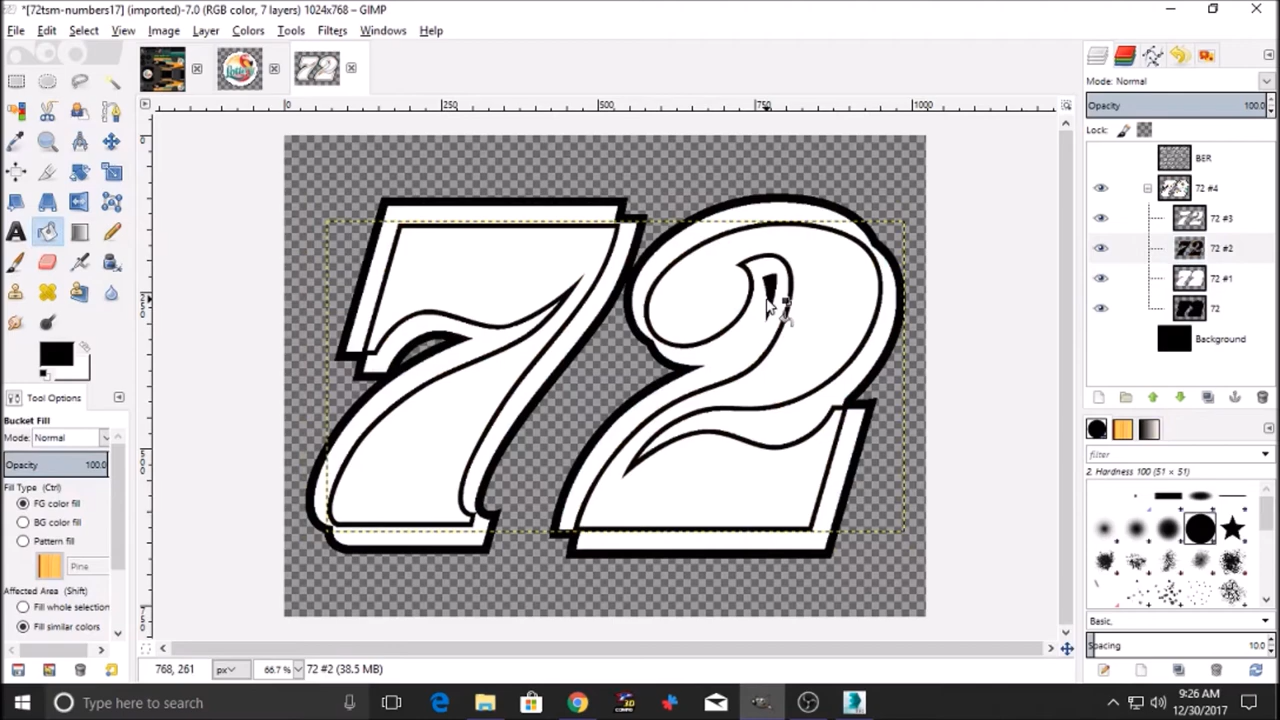 *[72tsm-numbers17] (imported)-7.0 (RGB color, 7 layers) 1024x768 – GIMP
File Edit Select View Image Layer Colors Tools Filters Windows Help
Mode: Normal
Opacity 100.0
Lock:
BER
72 #4
72 #3
72 #2
72 #1
72
Background
0 250 500 750 1000
72
Tool Options
Bucket Fill
Mode: Normal
Opacity 100.0
Fill Type (Ctrl)
FG color fill
BG color fill
Pattern fill
Pine
Affected Area (Shift)
Fill whole selection
Fill similar colors
filter
2. Hardness 100 (51 × 51)
Basic,
Spacing 10.0
768, 261 px 66.7 % 72 #2 (38.5 MB)
Type here to search
9:26 AM
12/30/2017